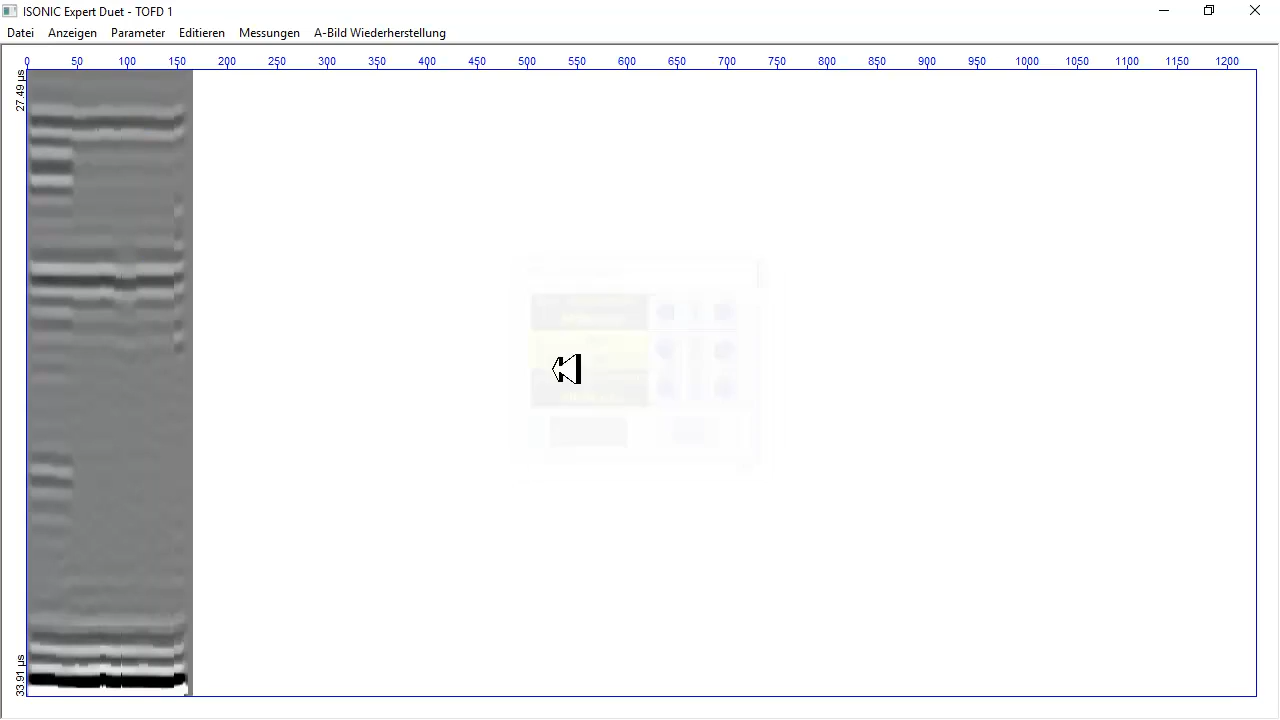 ISONIC Expert Duet - TOFD 1
Datei Anzeigen Parameter Editieren Messungen A-Bild Wiederherstellung
0 50 100 150 200 250 300 350 400 450 500 550 600 650 700 750 800 850 900 950 1000 1050 1100 1150 1200
27.49 µs
33.91 µs